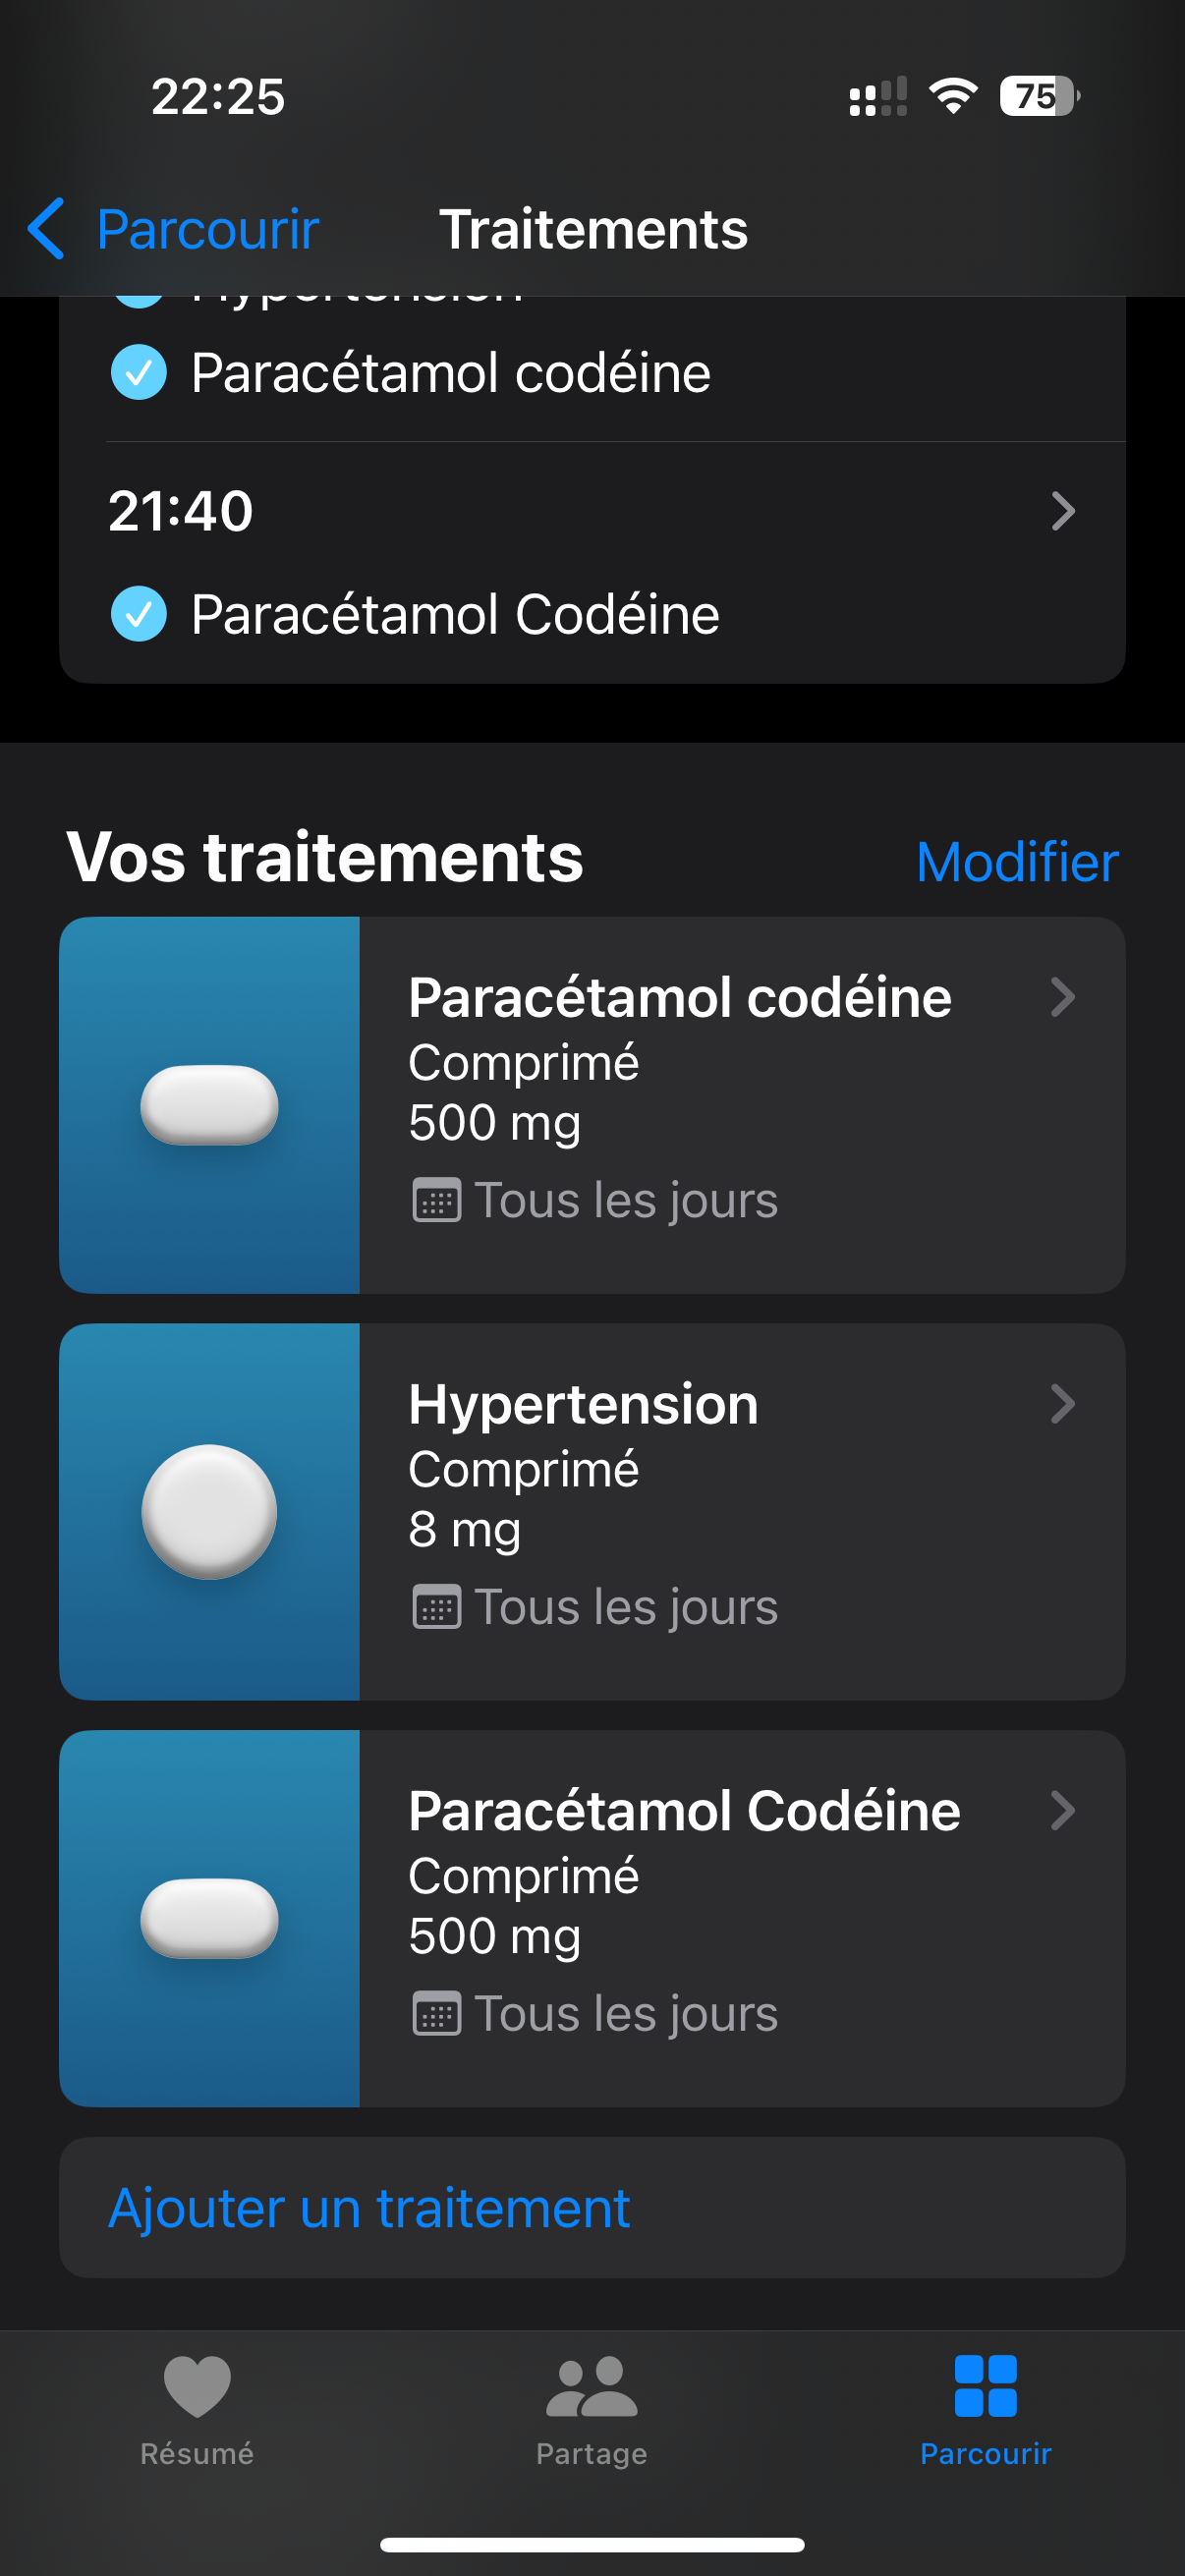 22:25
75
Parcourir
Traitements
Hypertension
Paracétamol codéine
21:40
Paracétamol Codéine
Vos traitements
Modifier
Paracétamol codéine
Comprimé
500 mg
Tous les jours
Hypertension
Comprimé
8 mg
Tous les jours
Paracétamol Codéine
Comprimé
500 mg
Tous les jours
Ajouter un traitement
Résumé
Partage
Parcourir